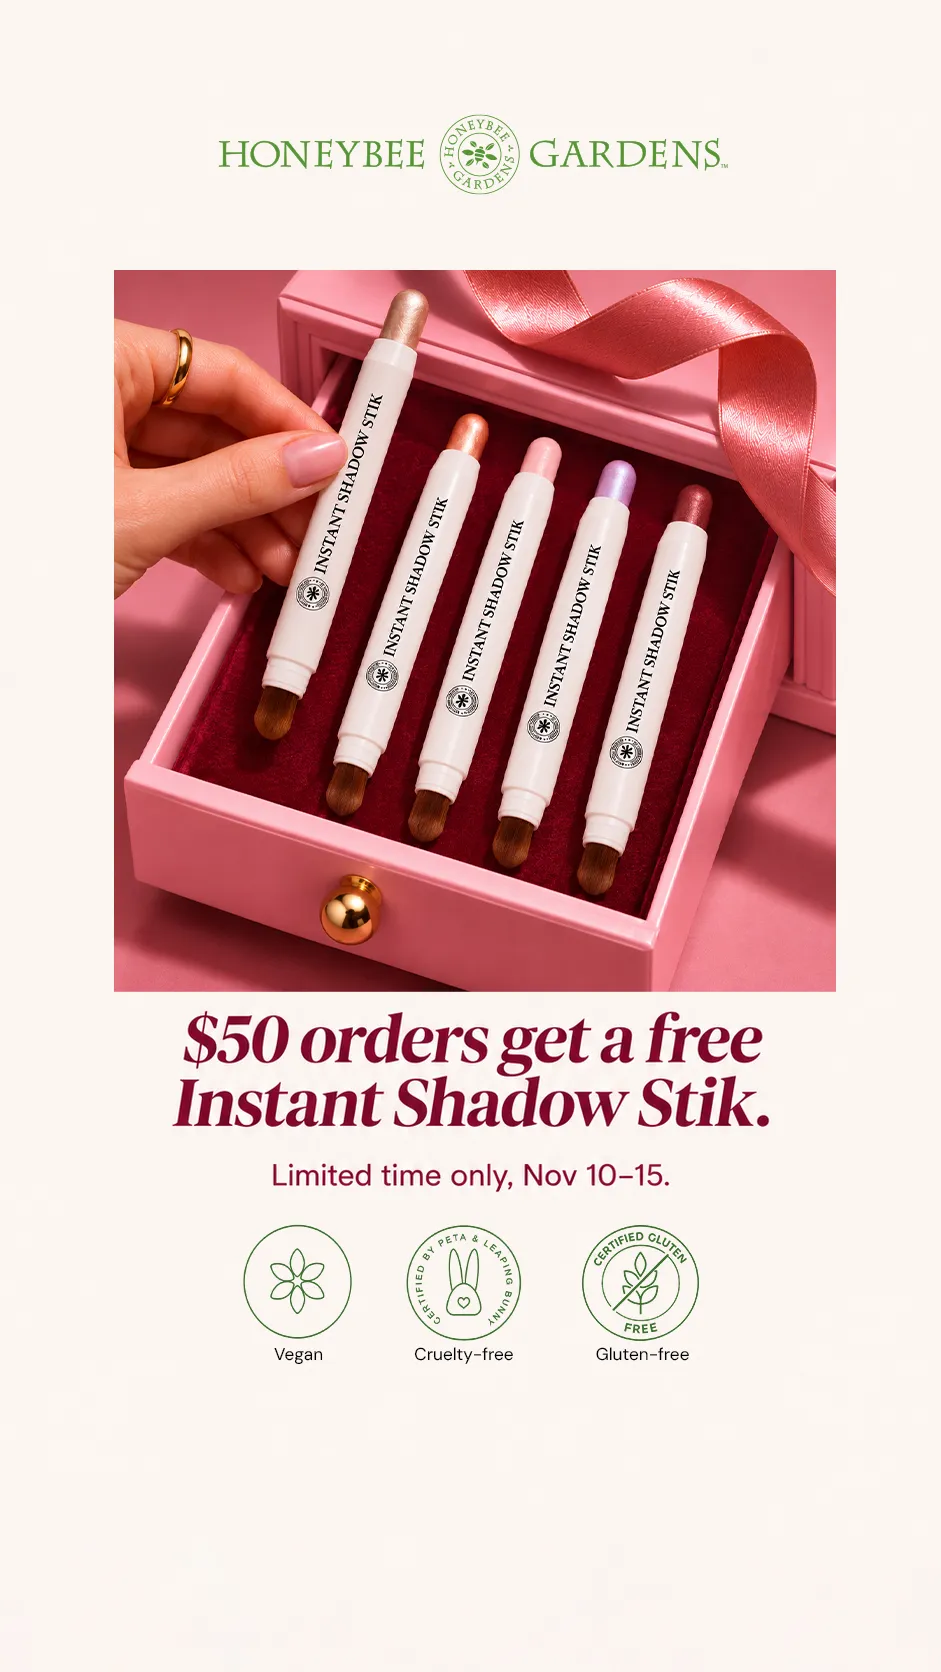 HONEYBEE GARDENS™
HONEYBEE GARDENS
INSTANT SHADOW STIK
INSTANT SHADOW STIK
INSTANT SHADOW STIK
INSTANT SHADOW STIK
INSTANT SHADOW STIK
$50 orders get a free
Instant Shadow Stik.
Limited time only, Nov 10–15.
CERTIFIED BY PETA & LEAPING BUNNY
CERTIFIED GLUTEN
FREE
Vegan
Cruelty-free
Gluten-free